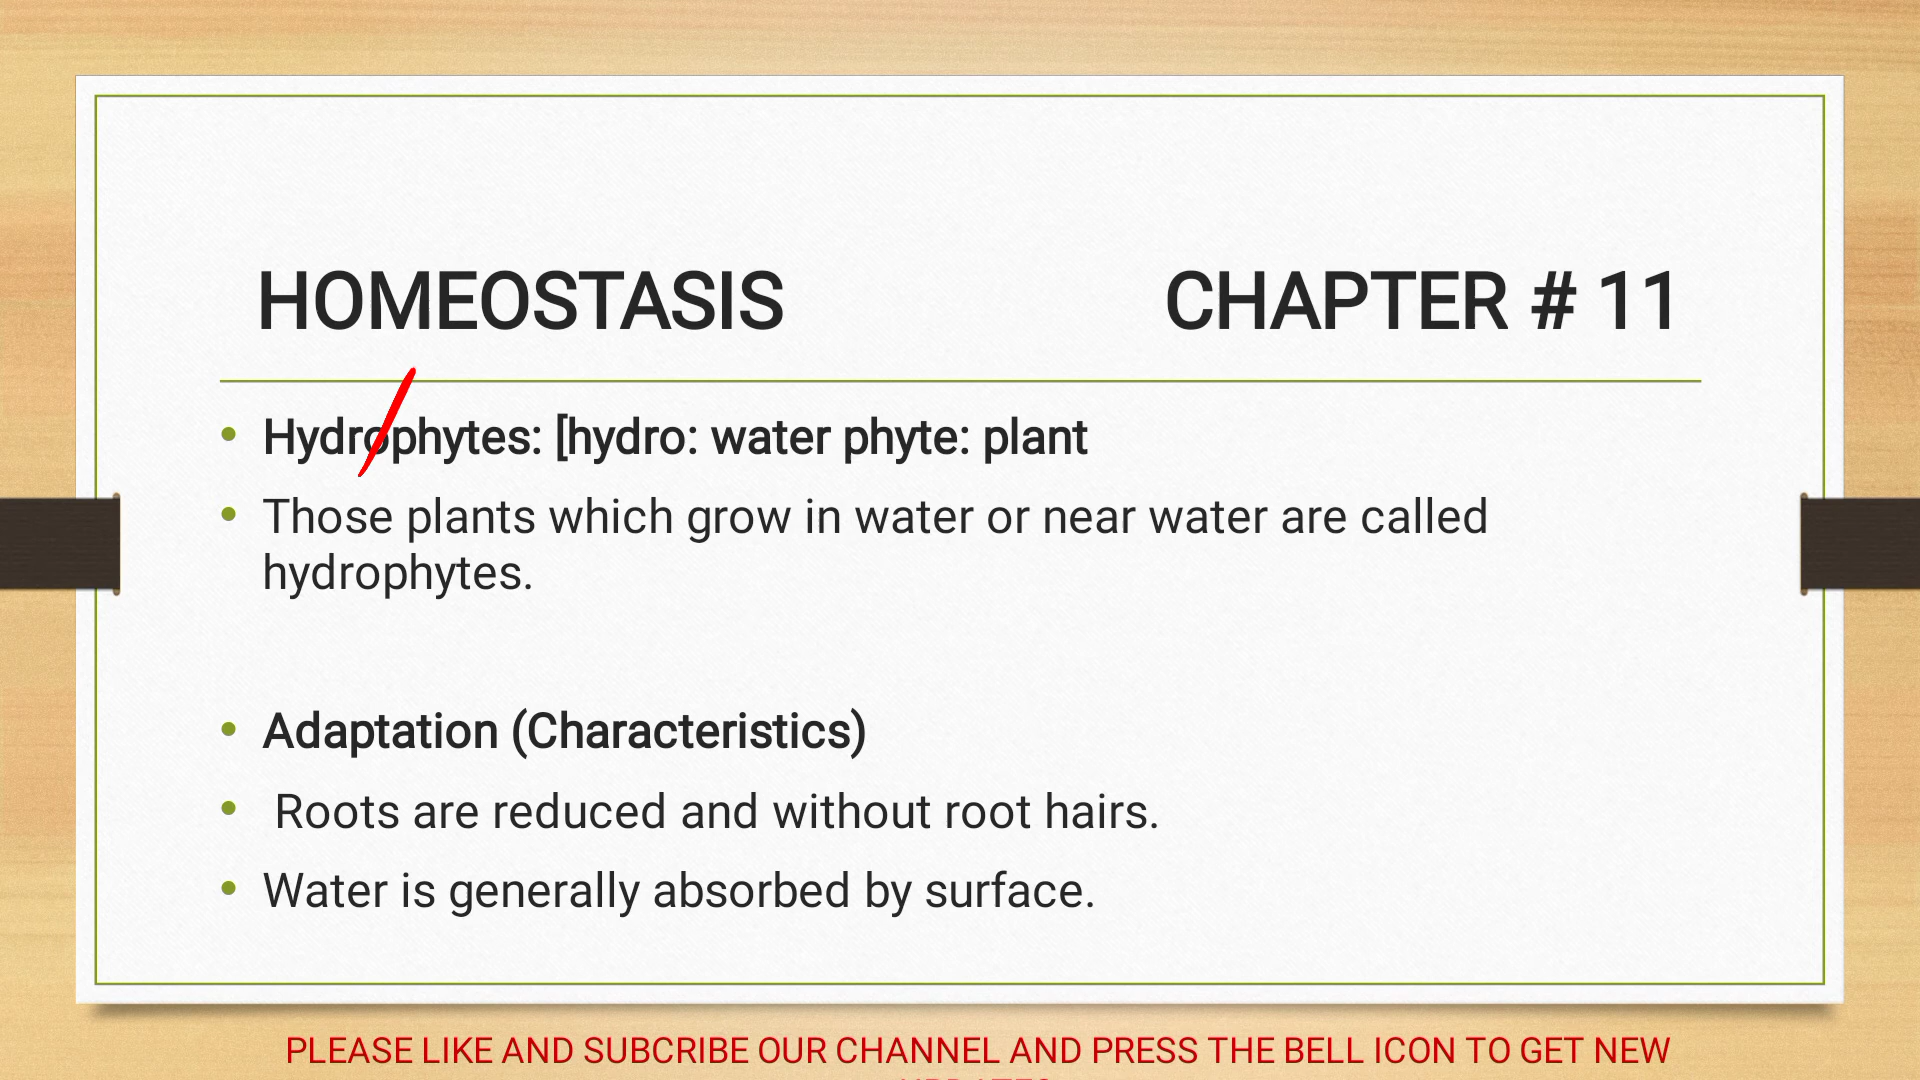 HOMEOSTASIS CHAPTER # 11
• Hydrophytes: [hydro: water phyte: plant
• Those plants which grow in water or near water are called
hydrophytes.
• Adaptation (Characteristics)
• Roots are reduced and without root hairs.
• Water is generally absorbed by surface.
PLEASE LIKE AND SUBCRIBE OUR CHANNEL AND PRESS THE BELL ICON TO GET NEW